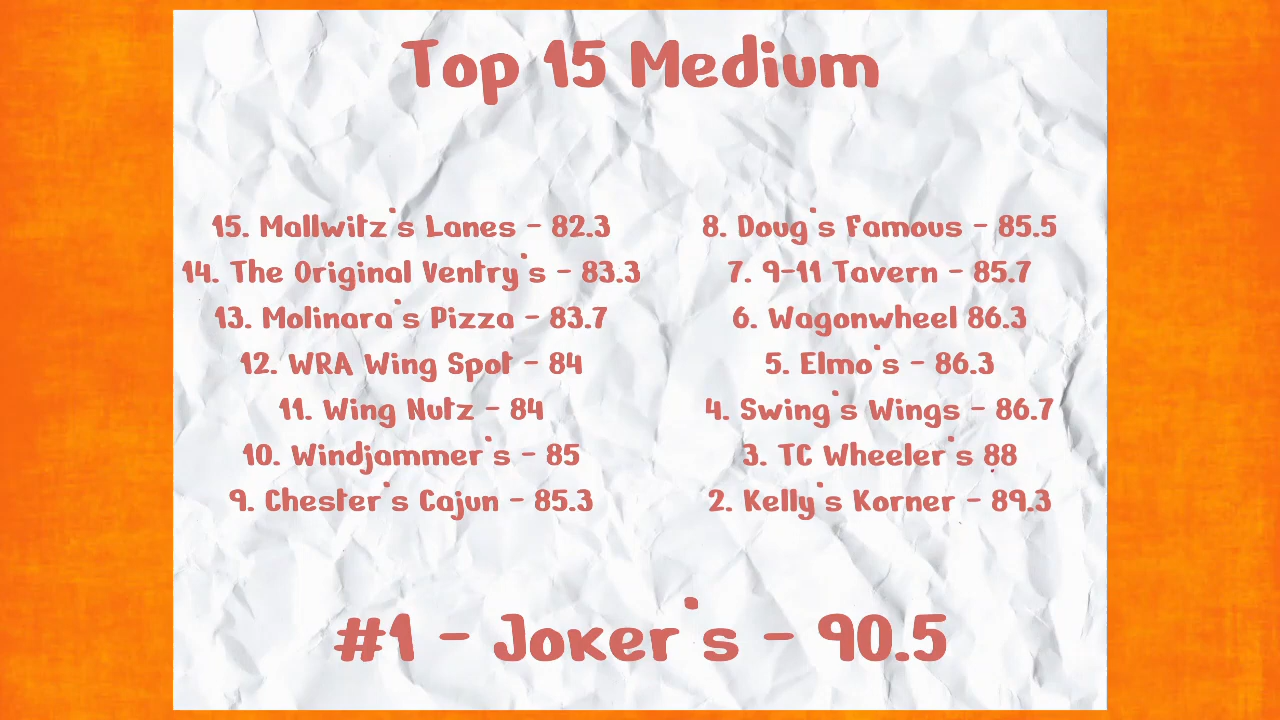 Top 15 Medium
15. Mallwitz's Lanes - 82.3
14. The Original Ventry's - 83.3
13. Molinara's Pizza - 83.7
12. WRA Wing Spot - 84
11. Wing Nutz - 84
10. Windjammer's - 85
9. Chester's Cajun - 85.3
8. Doug's Famous - 85.5
7. 9-11 Tavern - 85.7
6. Wagonwheel 86.3
5. Elmo's - 86.3
4. Swing's Wings - 86.7
3. TC Wheeler's 88
2. Kelly's Korner - 89.3
#1 - Joker's - 90.5